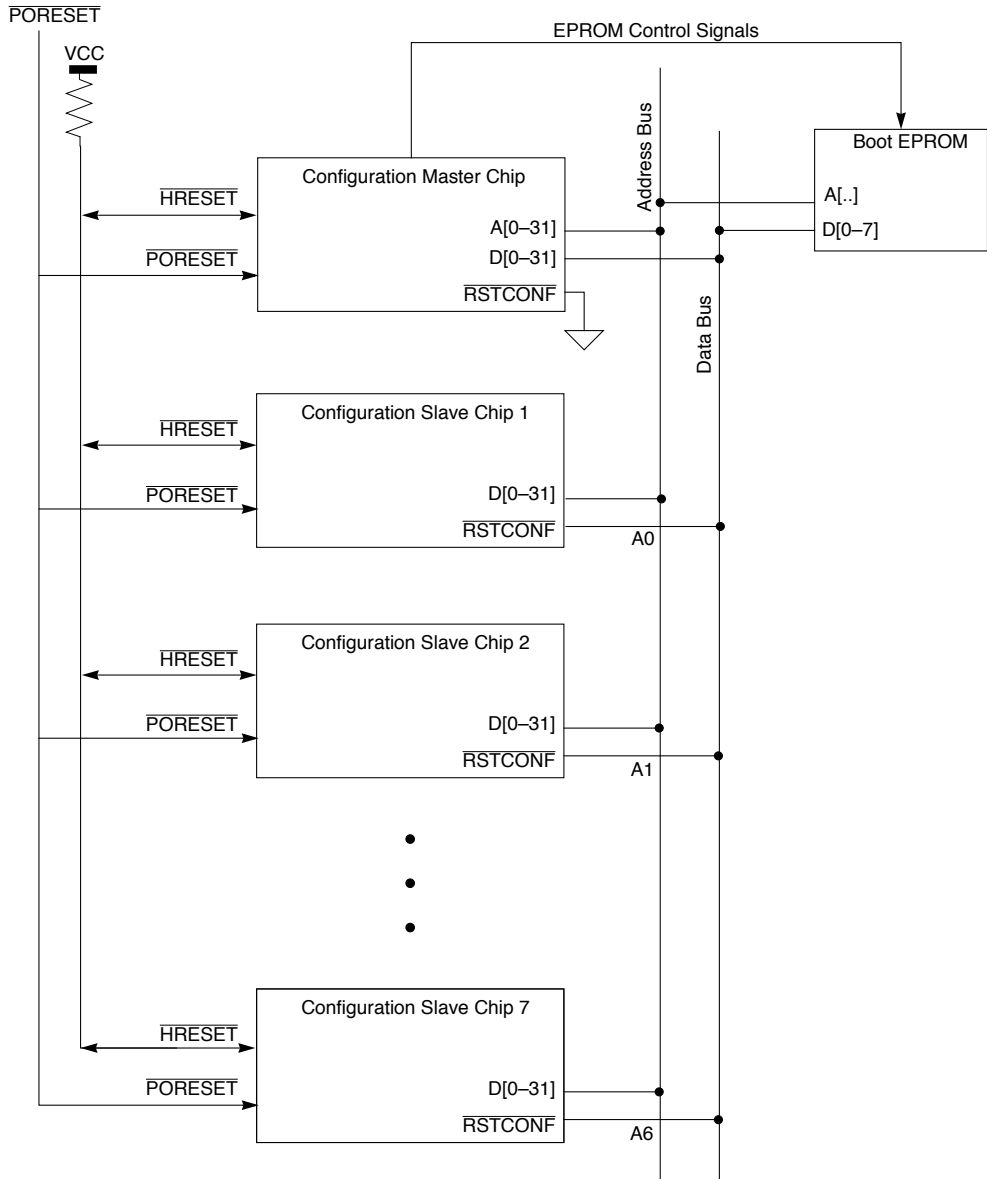 PORESET
VCC
EPROM Control Signals
Address Bus
Boot EPROM
A[..]
D[0–7]
Configuration Master Chip
HRESET
A[0–31]
PORESET
D[0–31]
RSTCONF
Data Bus
Configuration Slave Chip 1
HRESET
PORESET
D[0–31]
RSTCONF
A0
Configuration Slave Chip 2
HRESET
PORESET
D[0–31]
RSTCONF
A1
Configuration Slave Chip 7
HRESET
PORESET
D[0–31]
RSTCONF
A6